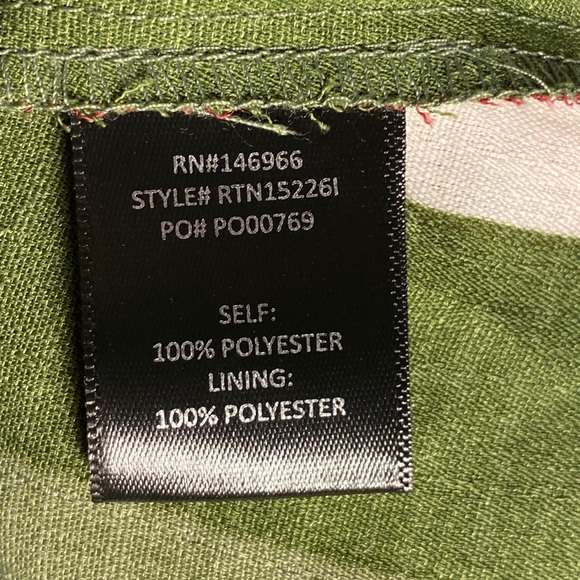 RN#146966
STYLE# RTN15226I
PO# PO00769
SELF:
100% POLYESTER
LINING:
100% POLYESTER